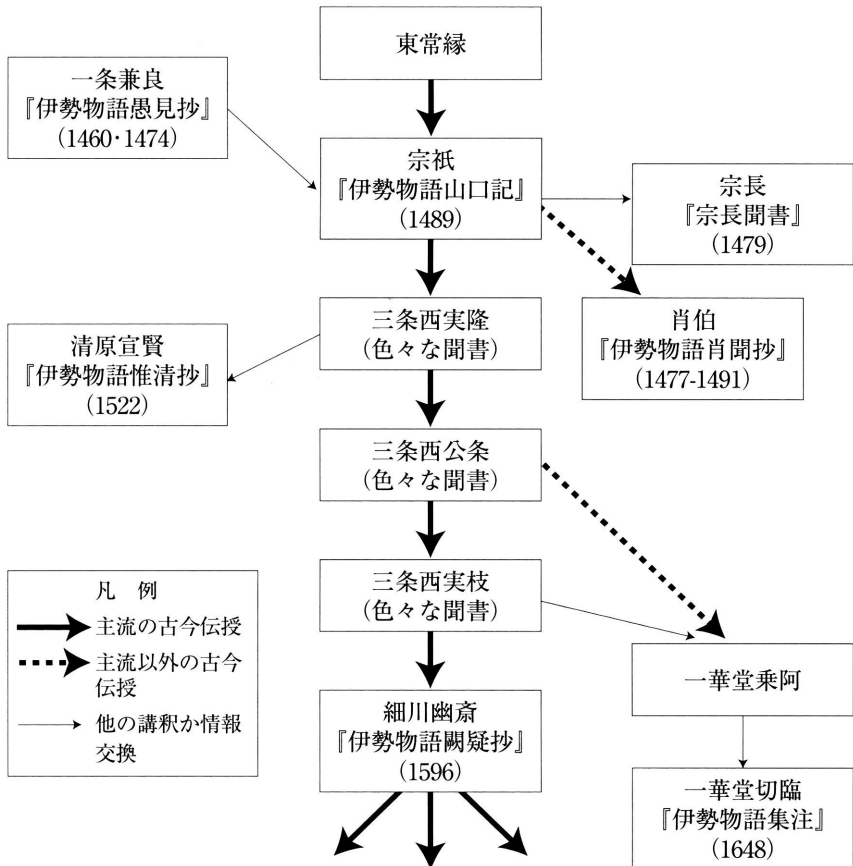 東常縁
一条兼良
『伊勢物語愚見抄』
（1460･1474）
宗祇
『伊勢物語山口記』
（1489）
宗長
『宗長聞書』
（1479）
三条西実隆
（色々な聞書）
肖伯
『伊勢物語肖聞抄』
（1477-1491）
清原宣賢
『伊勢物語惟清抄』
（1522）
三条西公条
（色々な聞書）
三条西実枝
（色々な聞書）
凡　例
主流の古今伝授
主流以外の古今
伝授
他の講釈か情報
交換
一華堂乗阿
細川幽斎
『伊勢物語闕疑抄』
（1596）
一華堂切臨
『伊勢物語集注』
（1648）